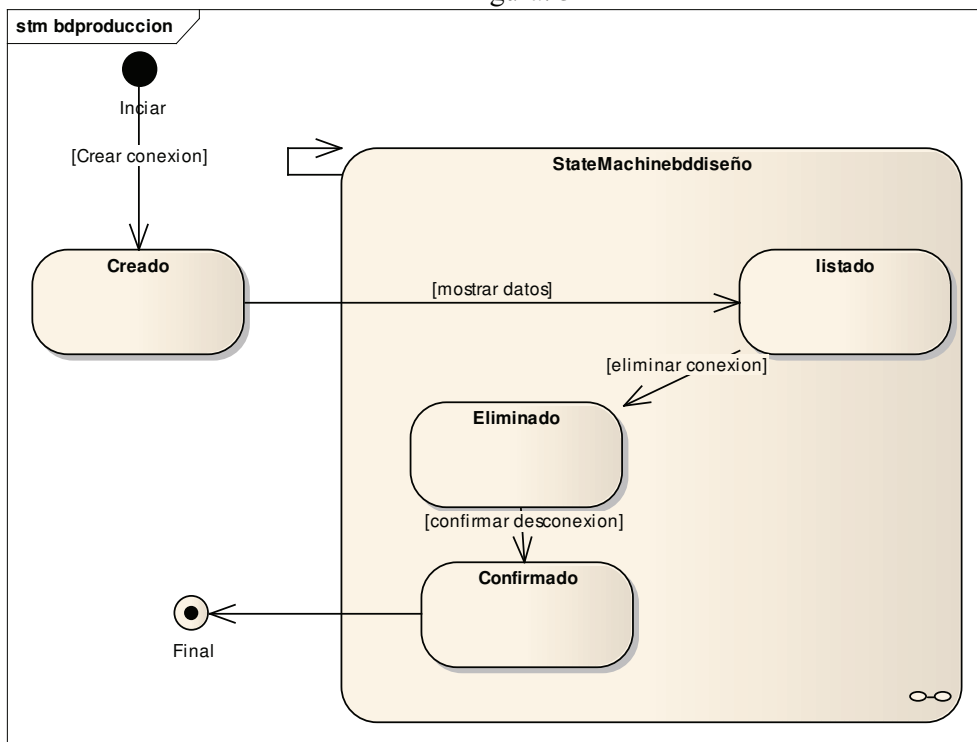 stm bdproduccion
Inciar
[Crear conexion]
StateMachinebddiseño
Creado
listado
[mostrar datos]
[eliminar conexion]
Eliminado
[confirmar desconexion]
Confirmado
Final